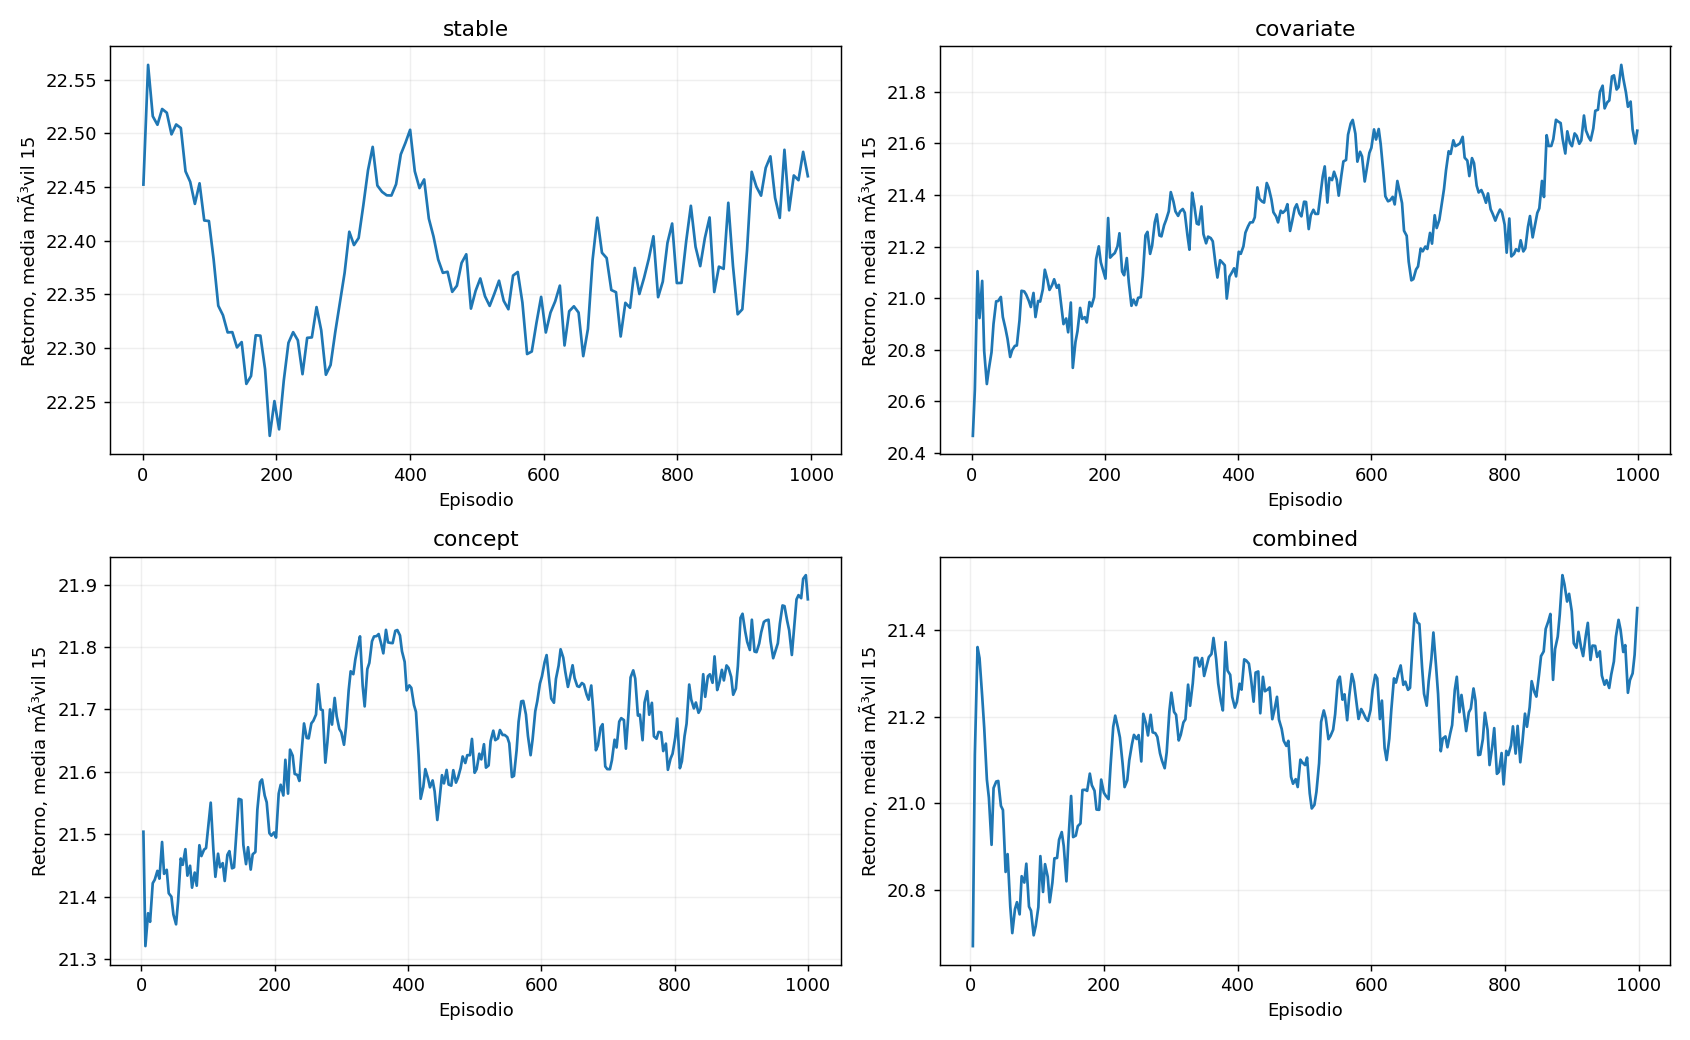 stable
Retorno, media mÃ³vil 15
22.55
22.50
22.45
22.40
22.35
22.30
22.25
0 200 400 600 800 1000
Episodio
covariate
Retorno, media mÃ³vil 15
21.8
21.6
21.4
21.2
21.0
20.8
20.6
20.4
0 200 400 600 800 1000
Episodio
concept
Retorno, media mÃ³vil 15
21.9
21.8
21.7
21.6
21.5
21.4
21.3
0 200 400 600 800 1000
Episodio
combined
Retorno, media mÃ³vil 15
21.4
21.2
21.0
20.8
0 200 400 600 800 1000
Episodio